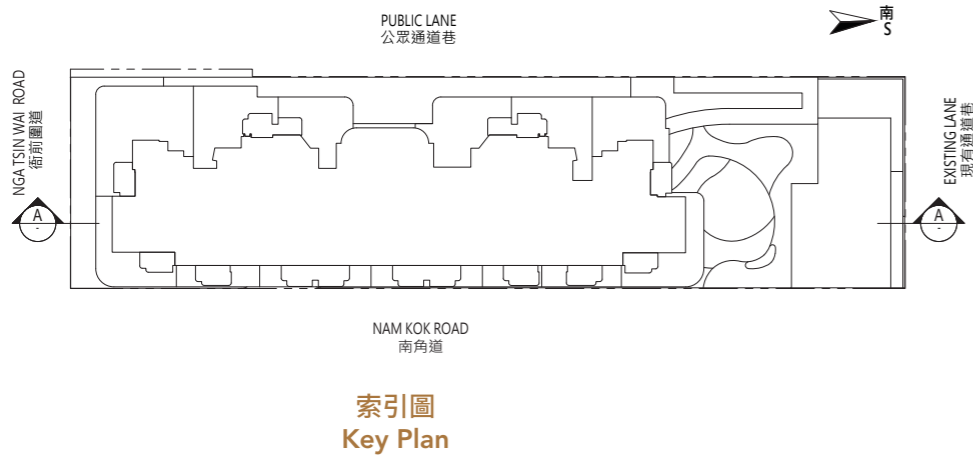 PUBLIC LANE
公眾通道巷
南
S
NGA TSIN WAI ROAD
衙前圍道
EXISTING LANE
現有通道巷
A
-
A
-
NAM KOK ROAD
南角道
索引圖
Key Plan